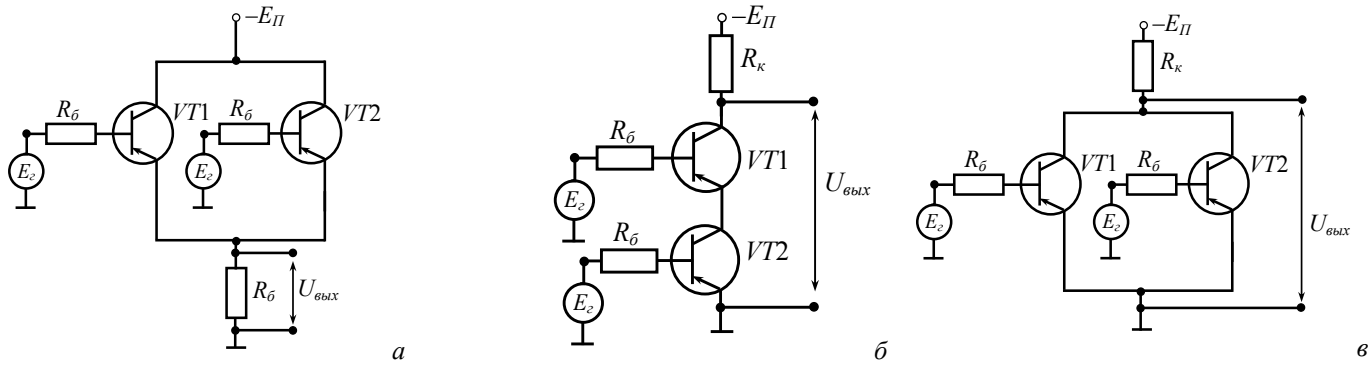 –E_П
R_б
VT1
R_б
VT2
E_г
E_г
R_б
U_вых
а
–E_П
R_к
R_б
VT1
E_г
U_вых
R_б
VT2
E_г
б
–E_П
R_к
R_б
VT1
R_б
VT2
E_г
E_г
U_вых
в